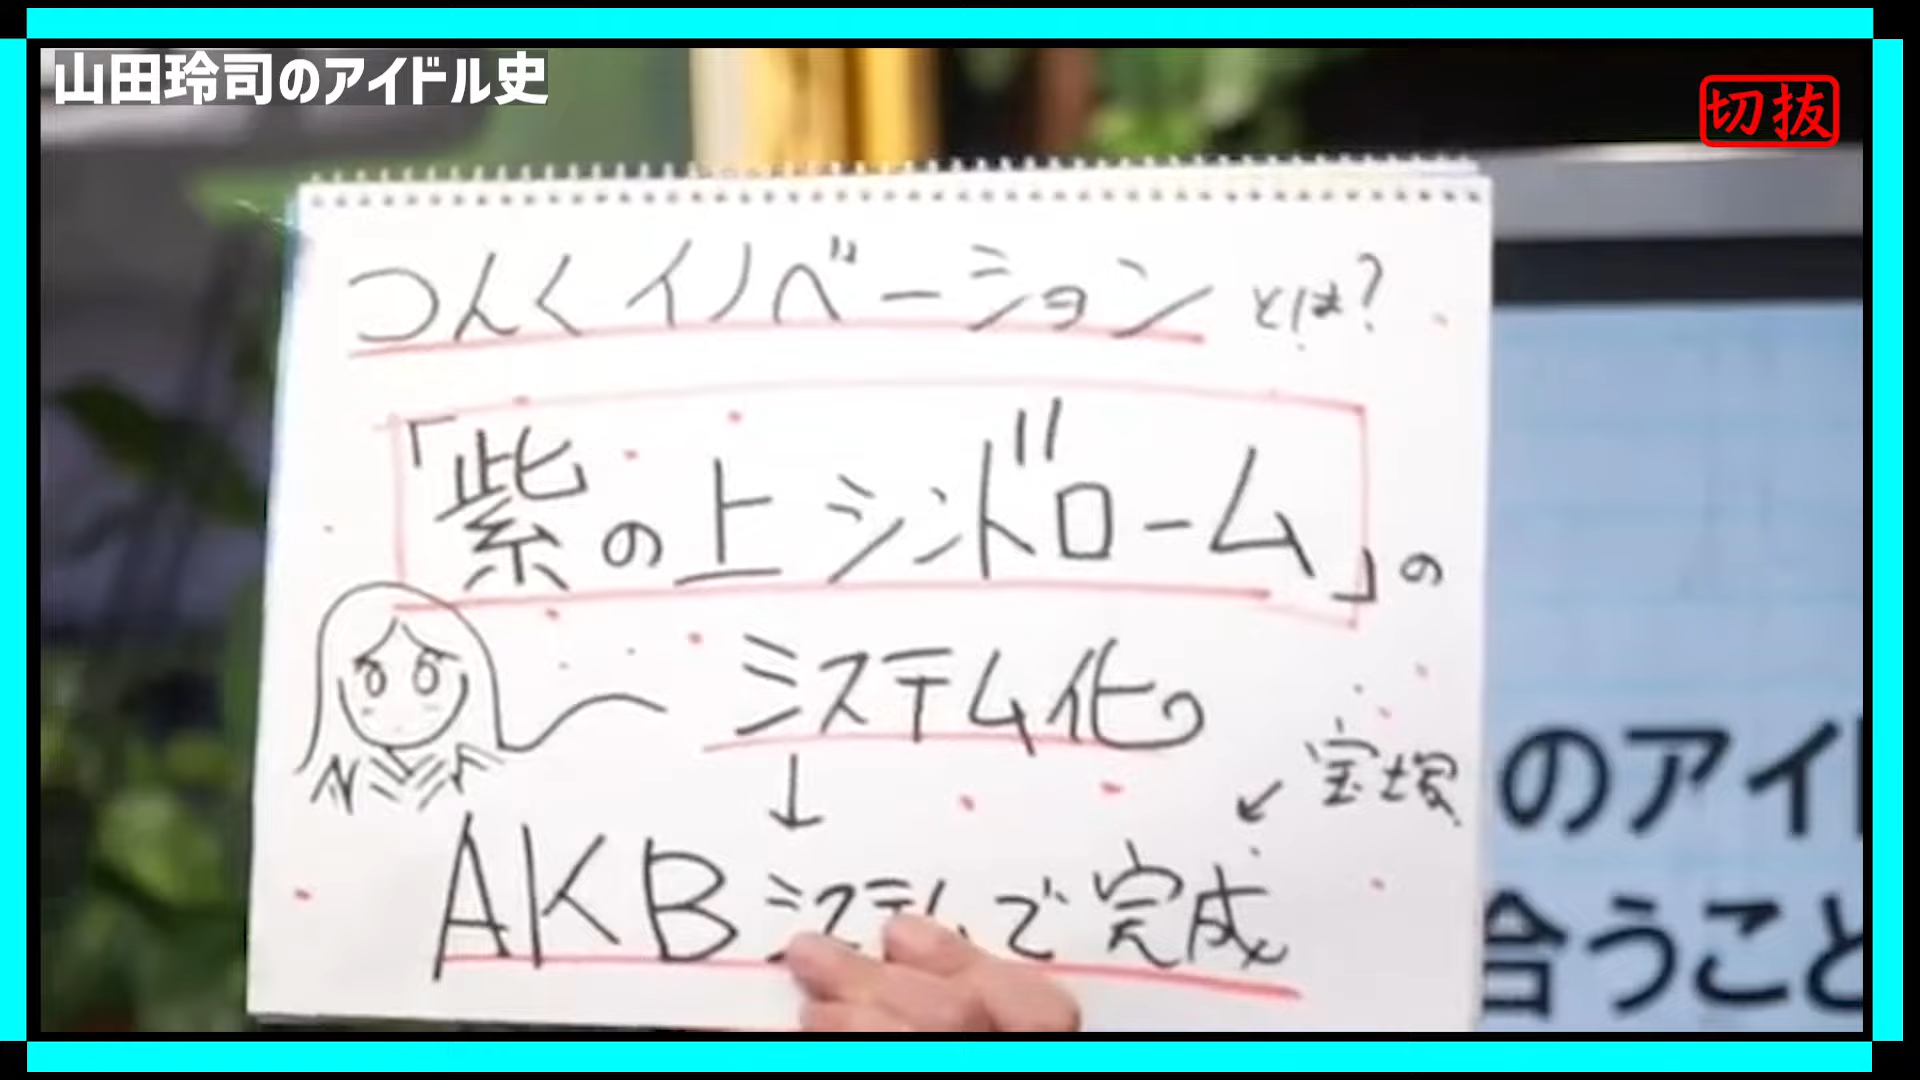 山田玲司のアイドル史
切抜
つんくイノベーションとは?
「紫の上シンドローム」の
システム化。
↓
↙ 宝塚
AKBシステムで完成
のアイ
合うこと